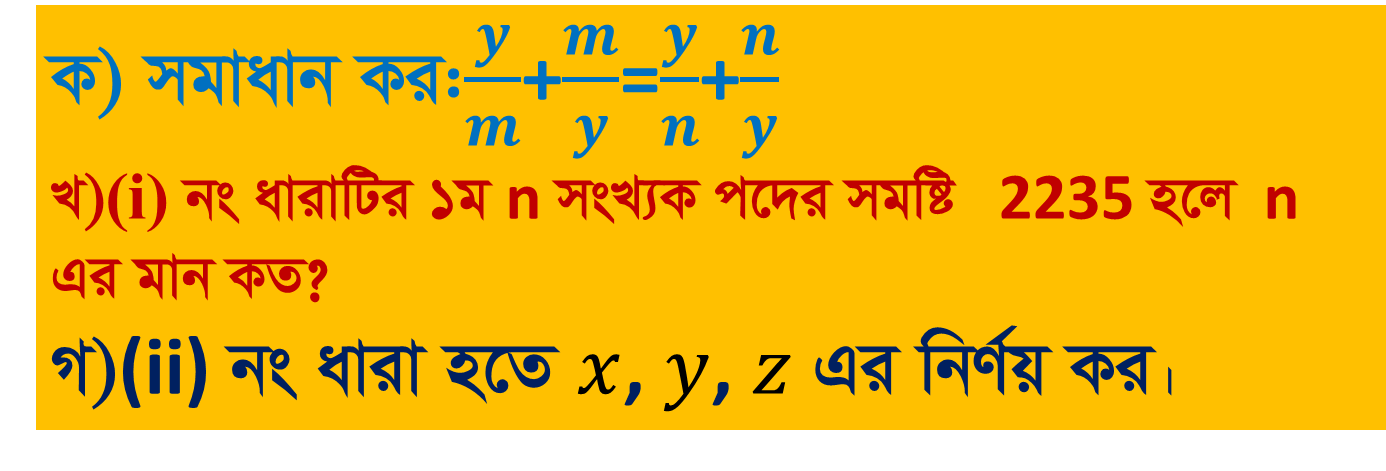 ক) সমাধান করঃ y/m + m/y = y/n + n/y
খ)(i) নং ধারাটির ১ম n সংখ্যক পদের সমষ্টি 2235 হলে n
এর মান কত?
গ)(ii) নং ধারা হতে x, y, z এর নির্ণয় কর।